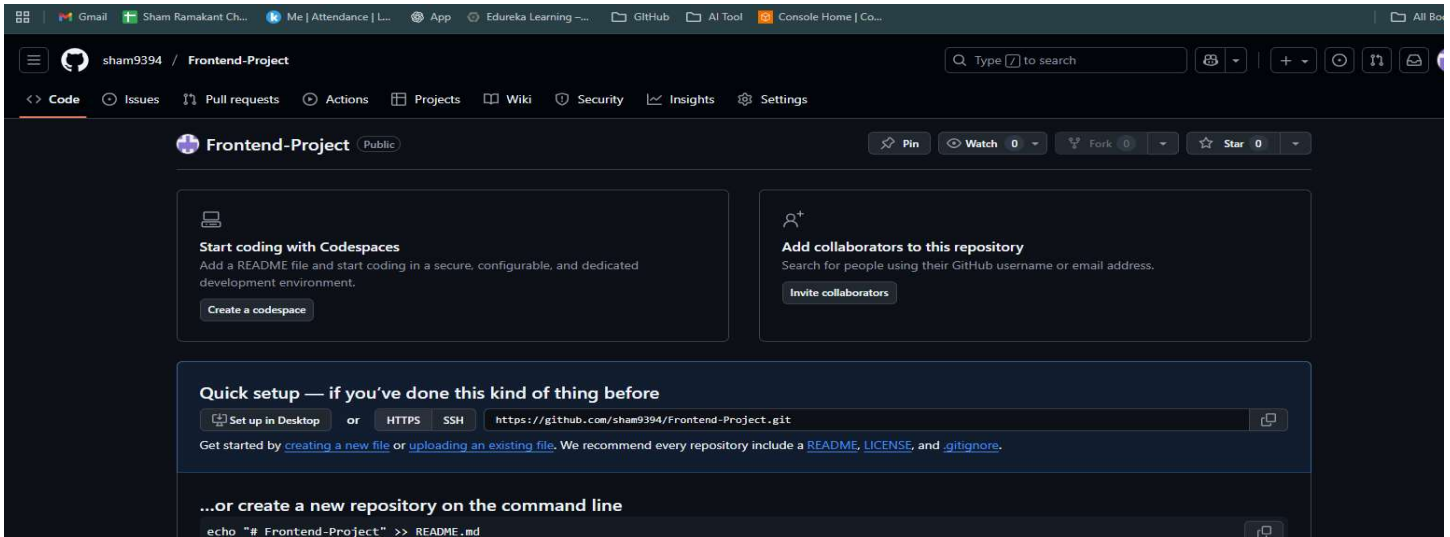 Gmail Sham Ramakant Ch... Me | Attendance | L... App Edureka Learning –... GItHub AI Tool Console Home | Co... All Boo
sham9394 / Frontend-Project Type / to search
Code Issues Pull requests Actions Projects Wiki Security Insights Settings
Frontend-Project Public Pin Watch 0 Fork 0 Star 0
Start coding with Codespaces
Add a README file and start coding in a secure, configurable, and dedicated
development environment.
Create a codespace
Add collaborators to this repository
Search for people using their GitHub username or email address.
Invite collaborators
Quick setup — if you've done this kind of thing before
Set up in Desktop or HTTPS SSH https://github.com/sham9394/Frontend-Project.git
Get started by creating a new file or uploading an existing file. We recommend every repository include a README, LICENSE, and .gitignore.
...or create a new repository on the command line
echo "# Frontend-Project" >> README.md